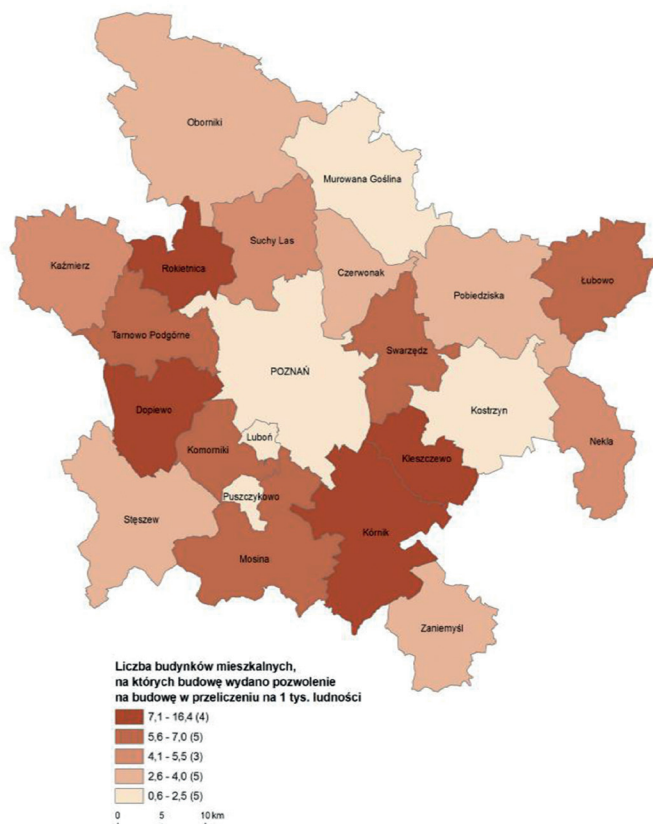 Oborniki
Murowana Goślina
Suchy Las
Kaźmierz
Rokietnica
Czerwonak
Pobiedziska
Łubowo
Tarnowo Podgórne
Swarzędz
POZNAŃ
Dopiewo
Kostrzyn
Luboń
Nekla
Komorniki
Kleszczewo
Puszczykowo
Stęszew
Kórnik
Mosina
Zaniemyśl
Liczba budynków mieszkalnych,
na których budowę wydano pozwolenie
na budowę w przeliczeniu na 1 tys. ludności
7,1 - 16,4 (4)
5,6 - 7,0 (5)
4,1 - 5,5 (3)
2,6 - 4,0 (5)
0,6 - 2,5 (5)
0 5 10 km